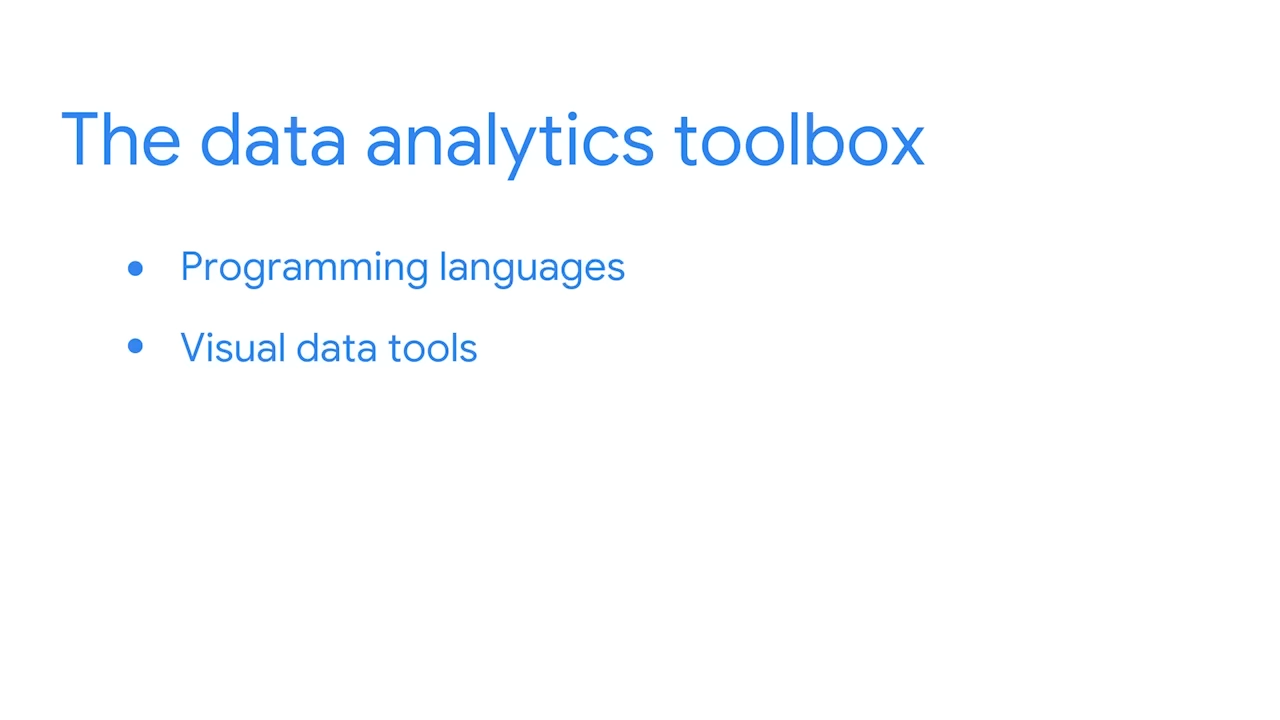 The data analytics toolbox
• Programming languages
• Visual data tools